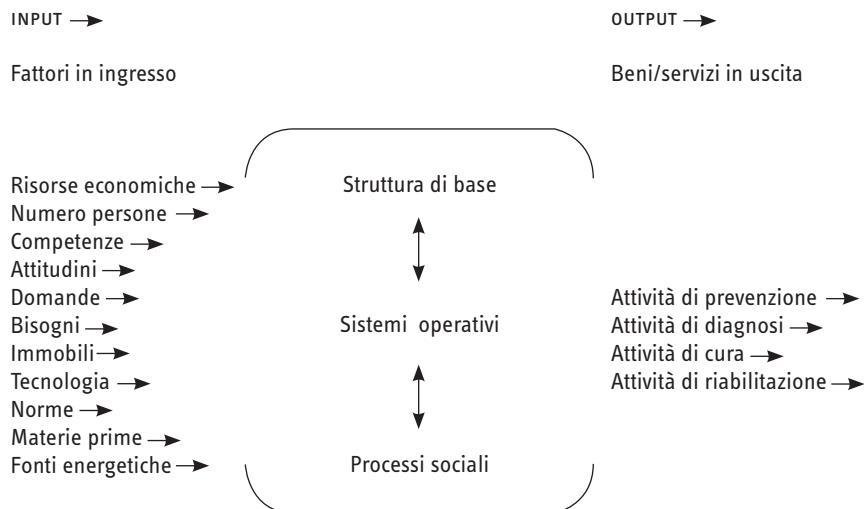 INPUT
OUTPUT
Fattori in ingresso
Beni/servizi in uscita
Risorse economiche
Numero persone
Competenze
Attitudini
Domande
Bisogni
Immobili
Tecnologia
Norme
Materie prime
Fonti energetiche
Struttura di base
Sistemi operativi
Processi sociali
Attività di prevenzione
Attività di diagnosi
Attività di cura
Attività di riabilitazione